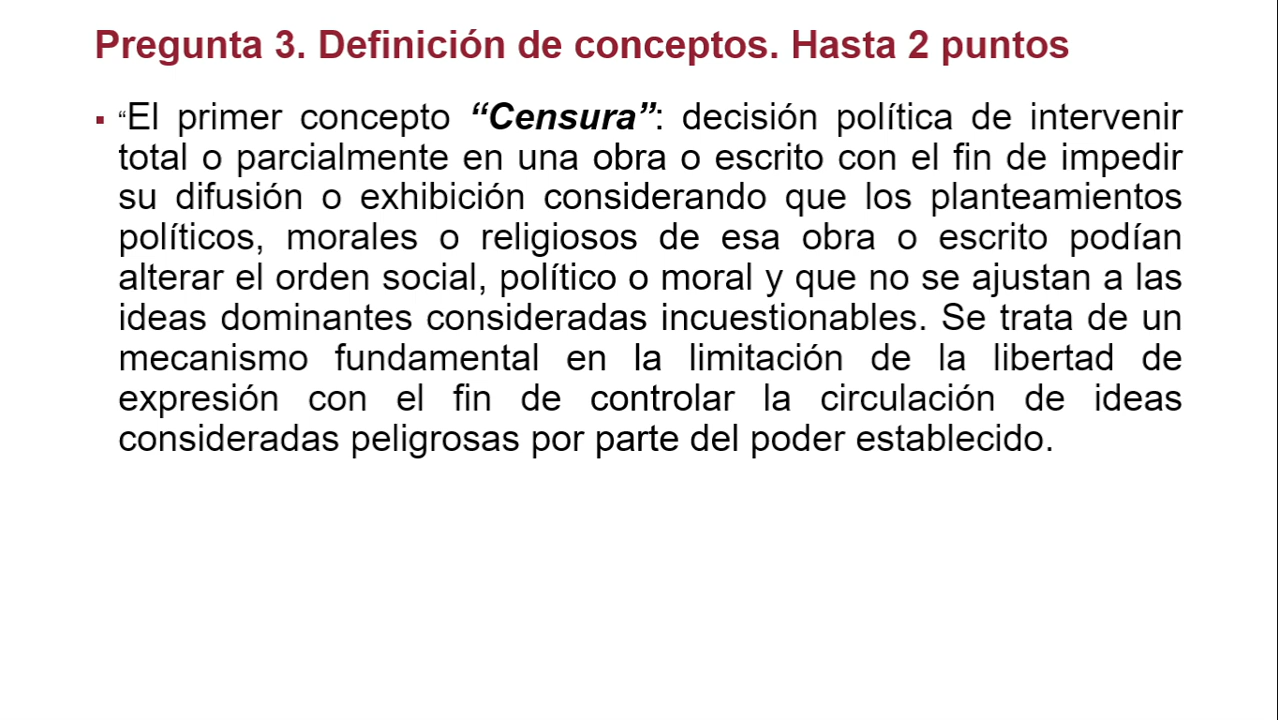 Pregunta 3. Definición de conceptos. Hasta 2 puntos
▪ “El primer concepto “Censura”: decisión política de intervenir
total o parcialmente en una obra o escrito con el fin de impedir
su difusión o exhibición considerando que los planteamientos
políticos, morales o religiosos de esa obra o escrito podían
alterar el orden social, político o moral y que no se ajustan a las
ideas dominantes consideradas incuestionables. Se trata de un
mecanismo fundamental en la limitación de la libertad de
expresión con el fin de controlar la circulación de ideas
consideradas peligrosas por parte del poder establecido.